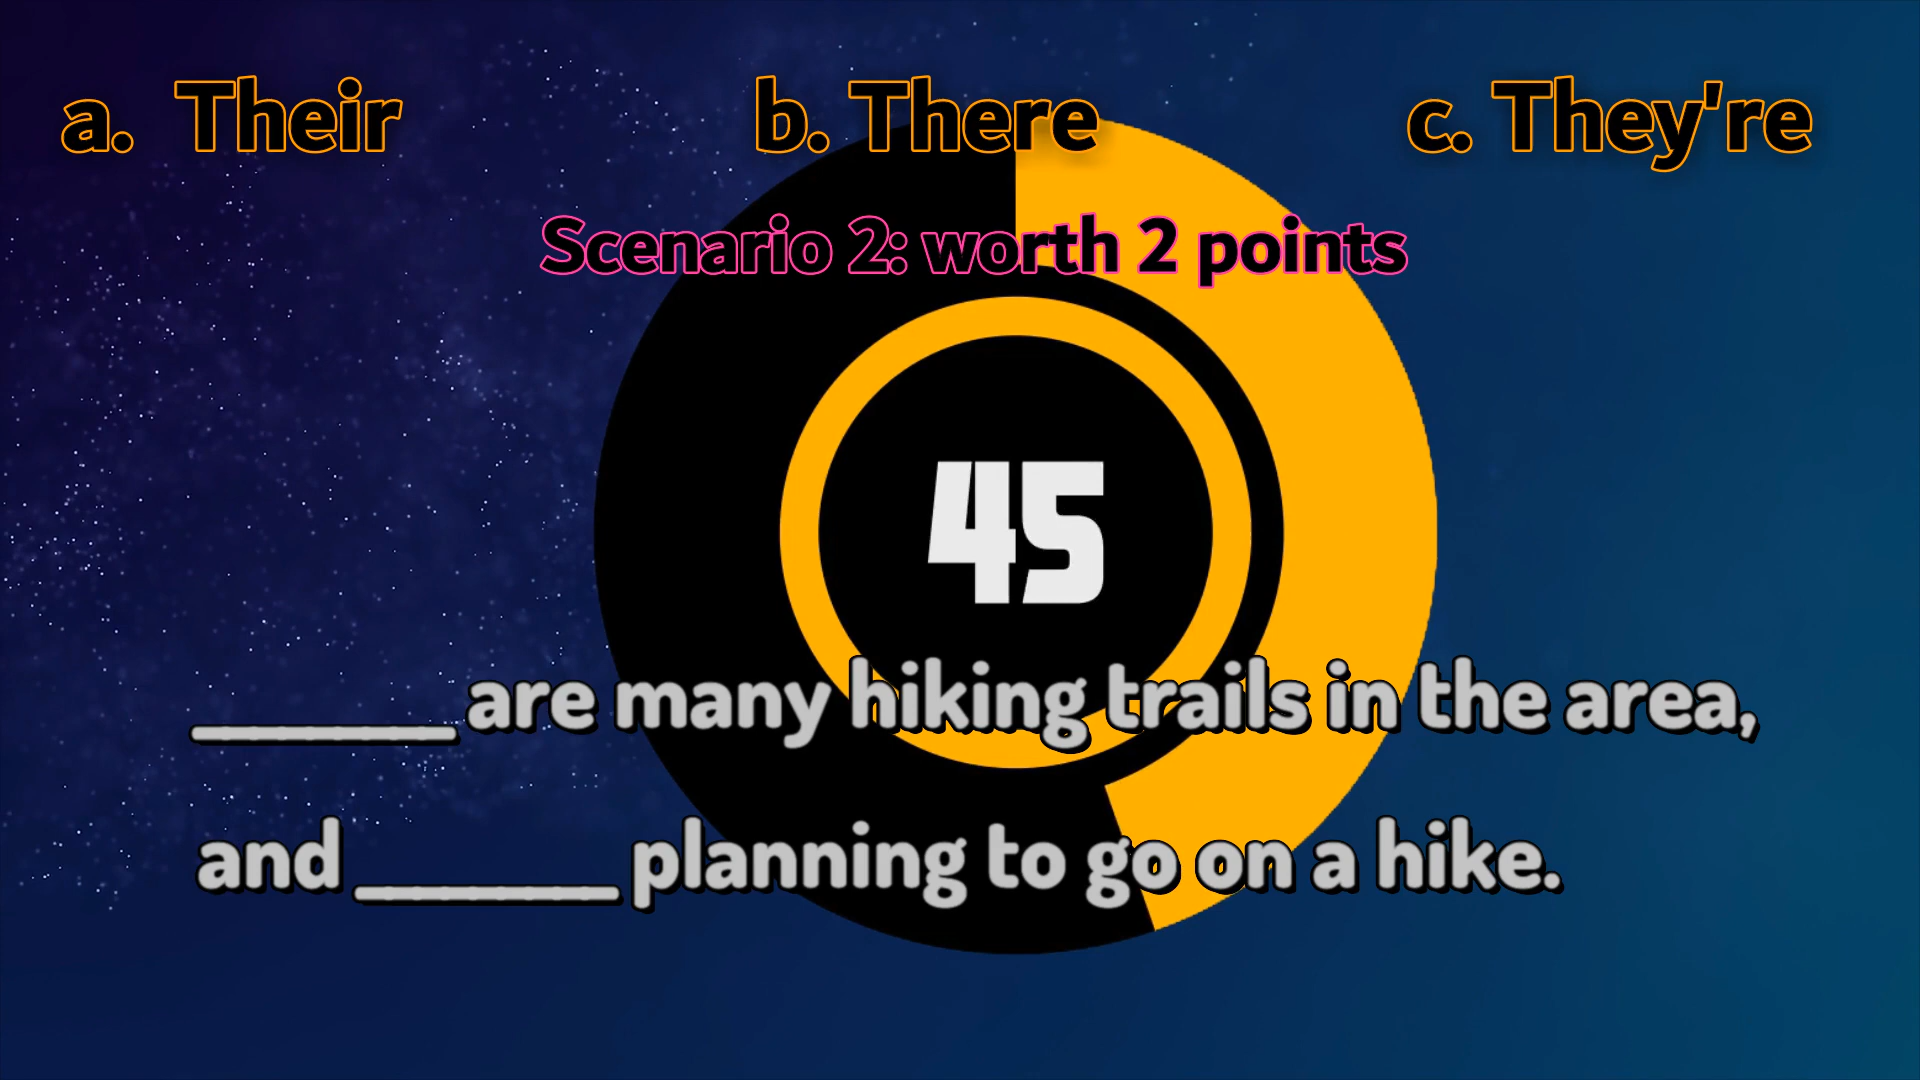 a. Their b. There c. They're
Scenario 2: worth 2 points
45
______ are many hiking trails in the area,
and ______ planning to go on a hike.